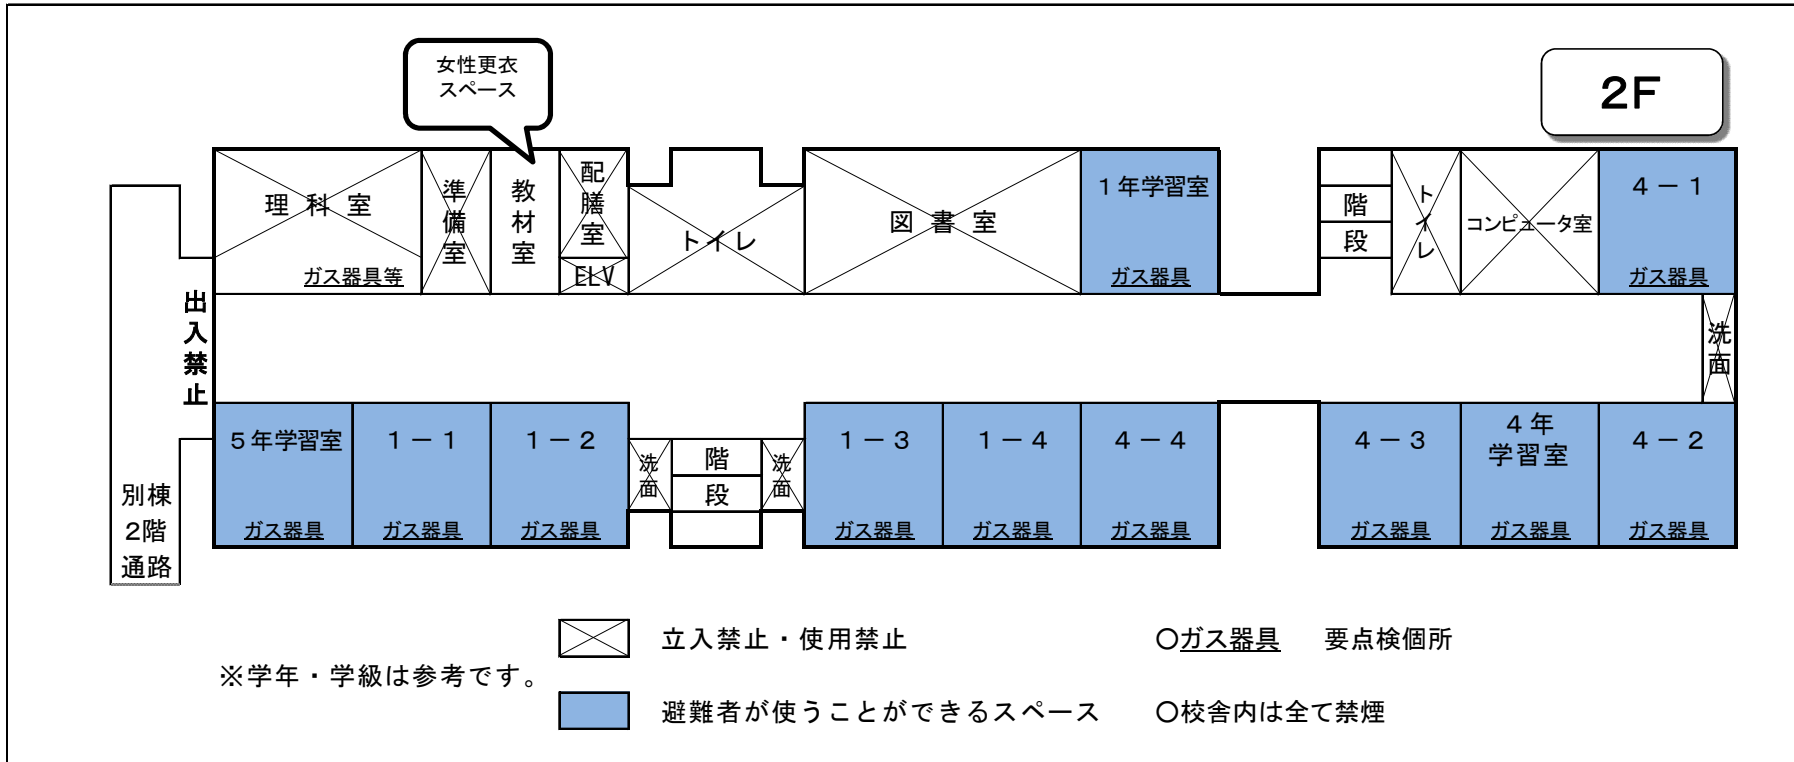 女性更衣
スペース
2F
理科室
ガス器具等
準備室
教材室
配膳室
ELV
トイレ
図書室
1年学習室
ガス器具
階
段
トイレ
コンピュータ室
4－1
ガス器具
出入禁止
洗面
5年学習室
ガス器具
1－1
ガス器具
1－2
ガス器具
洗面
階
段
洗面
1－3
ガス器具
1－4
ガス器具
4－4
ガス器具
4－3
ガス器具
4年
学習室
ガス器具
4－2
ガス器具
別棟
2階
通路
立入禁止・使用禁止
○ガス器具　要点検個所
※学年・学級は参考です。
避難者が使うことができるスペース
○校舎内は全て禁煙